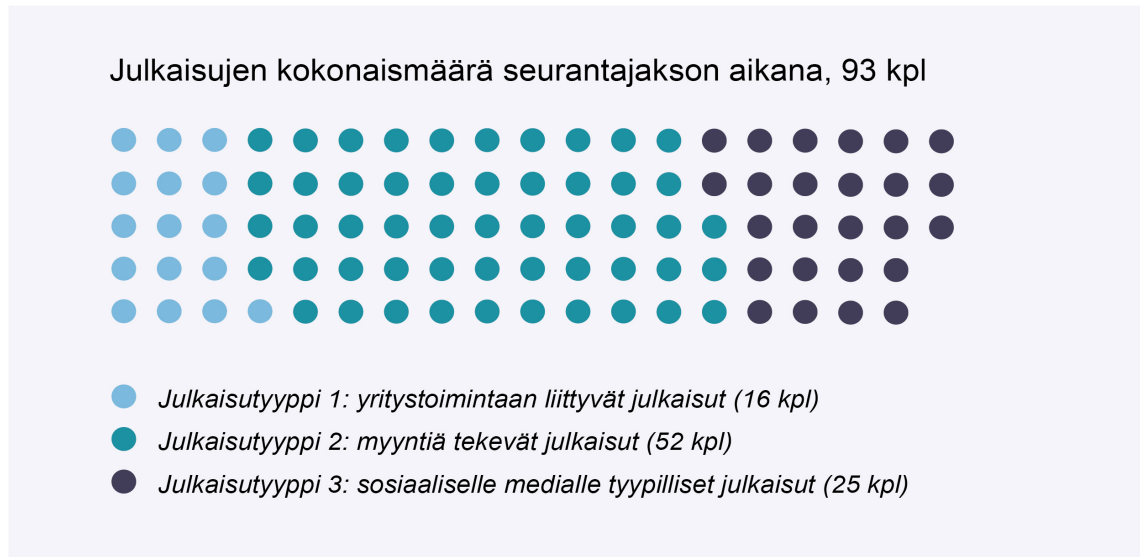 Julkaisujen kokonaismäärä seurantajakson aikana, 93 kpl
Julkaisutyyppi 1: yritystoimintaan liittyvät julkaisut (16 kpl)
Julkaisutyyppi 2: myyntiä tekevät julkaisut (52 kpl)
Julkaisutyyppi 3: sosiaaliselle medialle tyypilliset julkaisut (25 kpl)